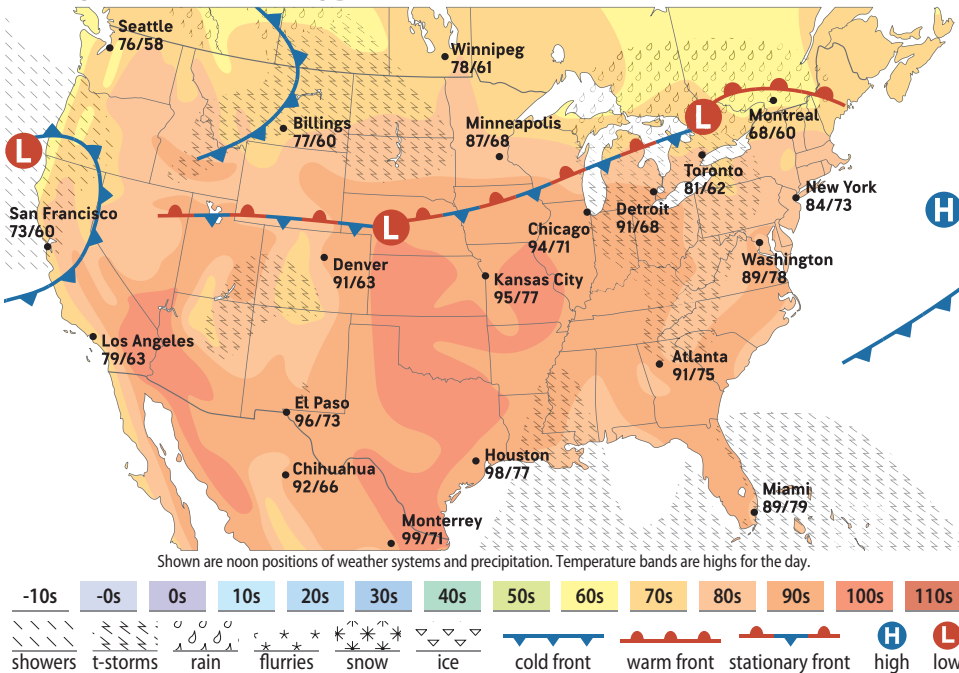 Seattle
76/58
Winnipeg
78/61
Billings
77/60
Minneapolis
87/68
L
Montreal
68/60
L
Toronto
81/62
New York
84/73
San Francisco
73/60
L
Chicago
94/71
Detroit
91/68
H
Denver
91/63
Kansas City
95/77
Washington
89/78
Los Angeles
79/63
Atlanta
91/75
El Paso
96/73
Chihuahua
92/66
Houston
98/77
Miami
89/79
Monterrey
99/71
Shown are noon positions of weather systems and precipitation. Temperature bands are highs for the day.
-10s -0s 0s 10s 20s 30s 40s 50s 60s 70s 80s 90s 100s 110s
H L
showers t-storms rain flurries snow ice cold front warm front stationary front high low